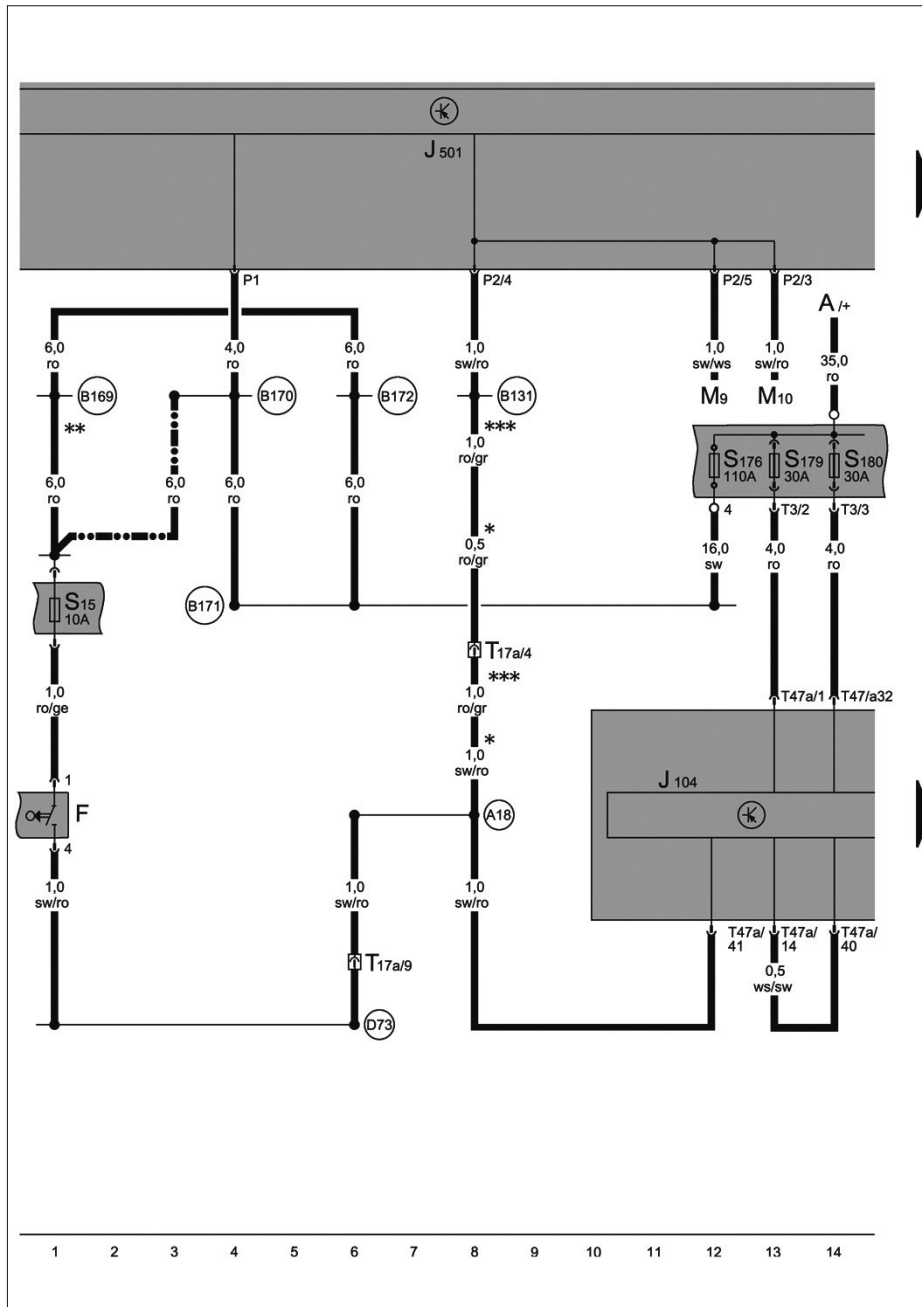 J 501
P1
P2/4
P2/5
P2/3
A /+
6,0
ro
4,0
ro
6,0
ro
1,0
sw/ro
1,0
sw/ws
1,0
sw/ro
35,0
ro
M9
M10
B169
B170
B172
B131
**
***
1,0
ro/gr
6,0
ro
6,0
ro
6,0
ro
6,0
ro
S176
110A
S179
30A
S180
30A
4
T3/2
T3/3
*
0,5
ro/gr
16,0
sw
4,0
ro
4,0
ro
S15
10A
B171
T17a/4
***
1,0
ro/ge
1,0
ro/gr
T47a/1
T47/a32
*
1,0
sw/ro
1
F
4
J 104
A18
1,0
sw/ro
1,0
sw/ro
1,0
sw/ro
T47a/
41
T47a/
14
T47a/
40
T17a/9
0,5
ws/sw
D73
1 2 3 4 5 6 7 8 9 10 11 12 13 14